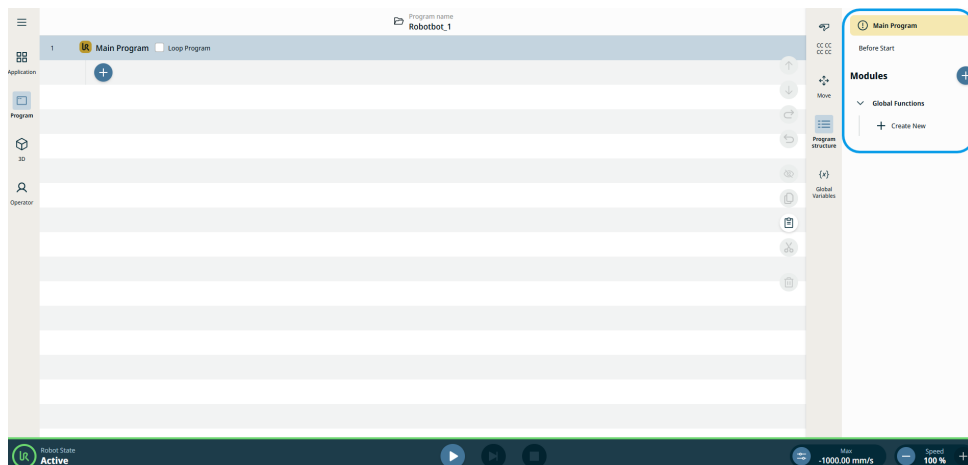 Program name
Robotbot_1
Application
Program
3D
Operator
1 UR Main Program Loop Program
CC CC
CC CC
Move
Program
structure
{x}
Global
Variables
Main Program
Before Start
Modules
Global Functions
Create New
UR
Robot State
Active
Max
-1000.00 mm/s
Speed
100 %